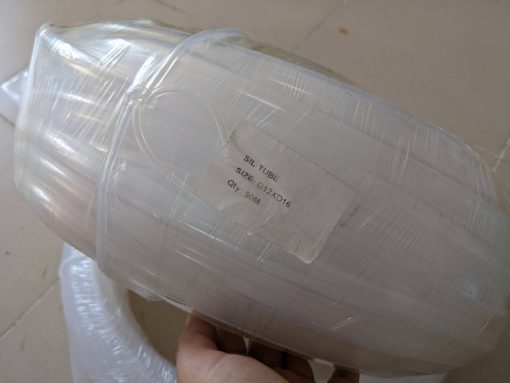 SIL TUBE
SIZE: D12XD16
Qty: 50M